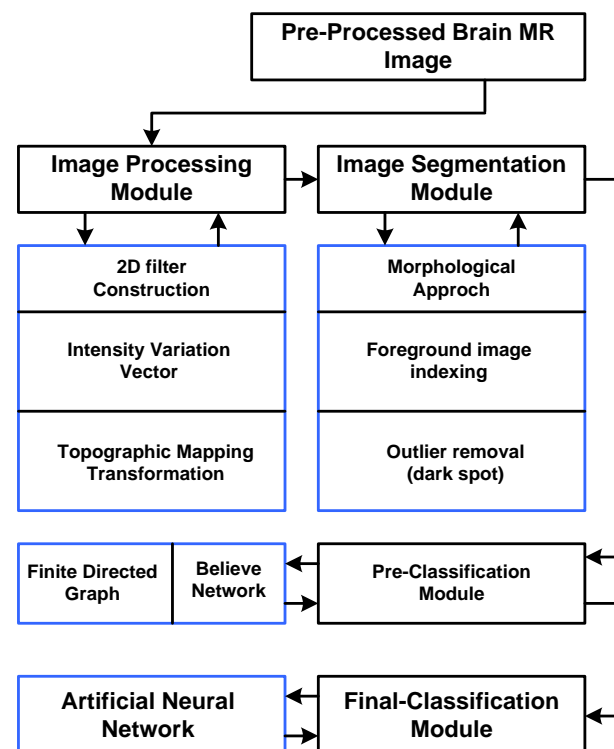 Pre-Processed Brain MR
Image
Image Processing
Module
Image Segmentation
Module
2D filter
Construction
Morphological
Approch
Intensity Variation
Vector
Foreground image
indexing
Topographic Mapping
Transformation
Outlier removal
(dark spot)
Finite Directed
Graph
Believe
Network
Pre-Classification
Module
Artificial Neural
Network
Final-Classification
Module